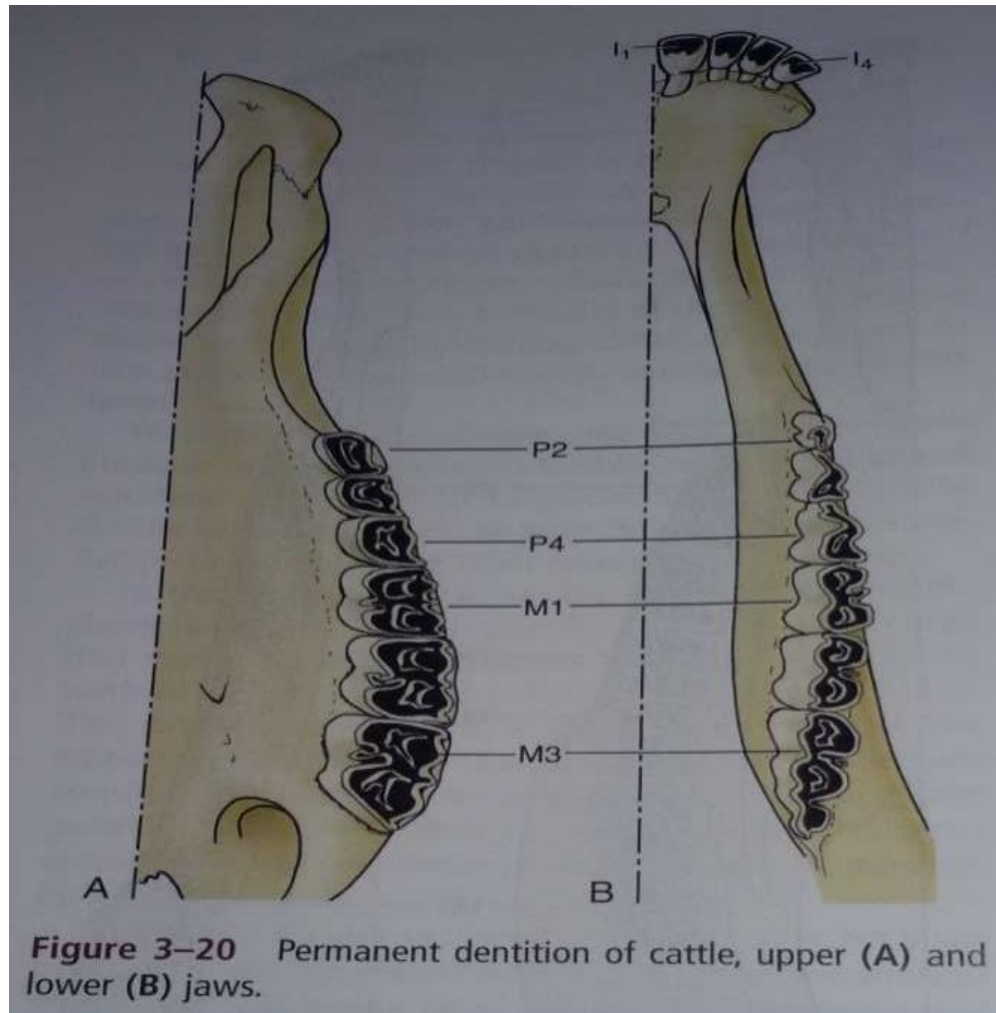 I1
I4
P2
P4
M1
M3
A
B
Figure 3–20 Permanent dentition of cattle, upper (A) and
lower (B) jaws.